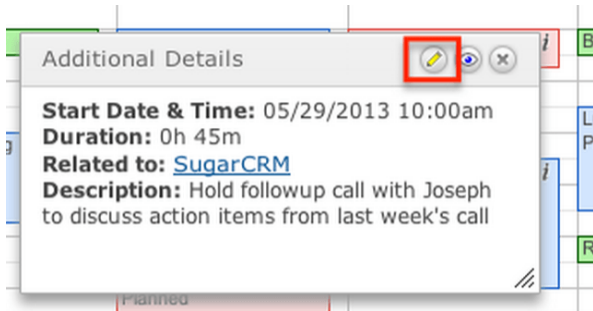 Additional Details
Start Date & Time: 05/29/2013 10:00am
Duration: 0h 45m
Related to: SugarCRM
Description: Hold followup call with Joseph
to discuss action items from last week's call
i
B
L
P
g
i
R
Planned